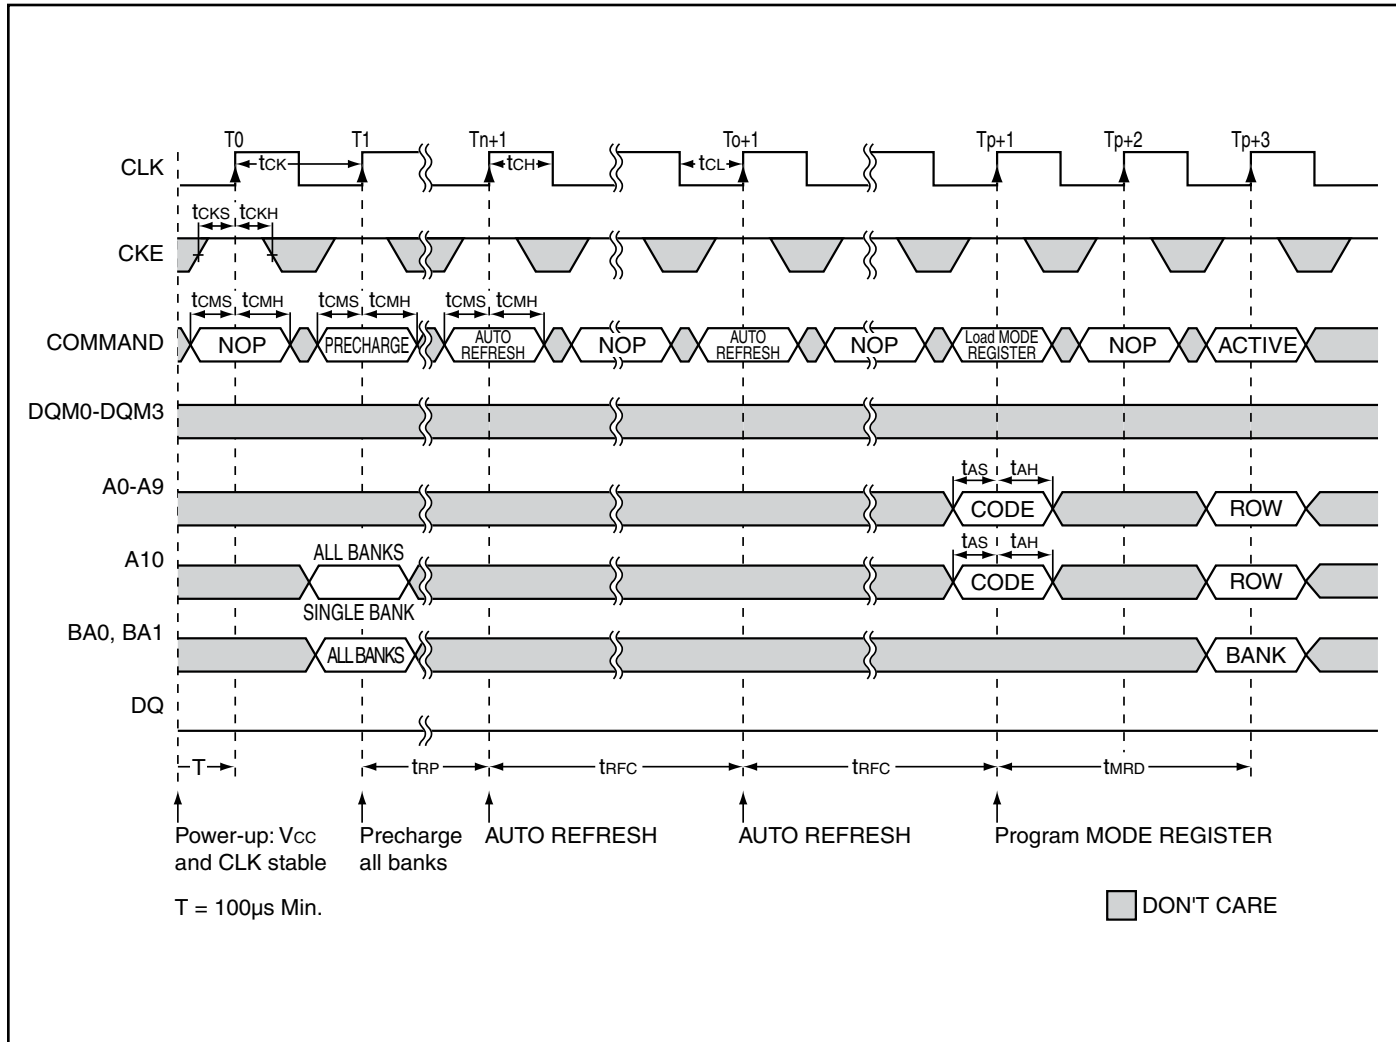 T0 T1 Tn+1 To+1 Tp+1 Tp+2 Tp+3
CLK tCK tCH tCL
tCKS tCKH
CKE
tCMS tCMH tCMS tCMH tCMS tCMH
COMMAND NOP PRECHARGE AUTO REFRESH NOP AUTO REFRESH NOP Load MODE REGISTER NOP ACTIVE
DQM0-DQM3
tAS tAH
A0-A9 CODE ROW
ALL BANKS tAS tAH
A10 CODE ROW
SINGLE BANK
BA0, BA1 ALL BANKS BANK
DQ
T tRP tRFC tRFC tMRD
Power-up: VCC
and CLK stable
Precharge
all banks
AUTO REFRESH
AUTO REFRESH
Program MODE REGISTER
T = 100µs Min.
DON'T CARE